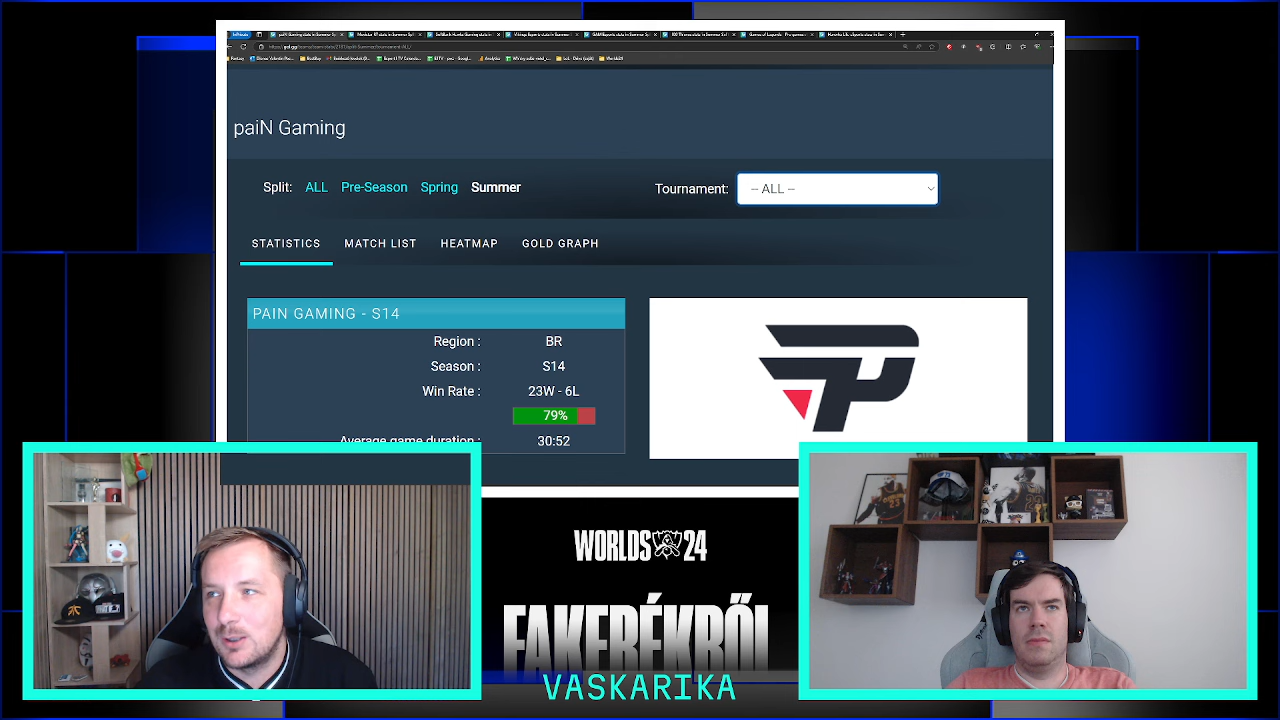 paiN Gaming
Split: ALL Pre-Season Spring Summer
Tournament: -- ALL --
STATISTICS MATCH LIST HEATMAP GOLD GRAPH
PAIN GAMING - S14
Region : BR
Season : S14
Win Rate : 23W - 6L
79%
Average game duration : 30:52
WORLDS 24
FAKERÉKRŐL
VASKARIKA